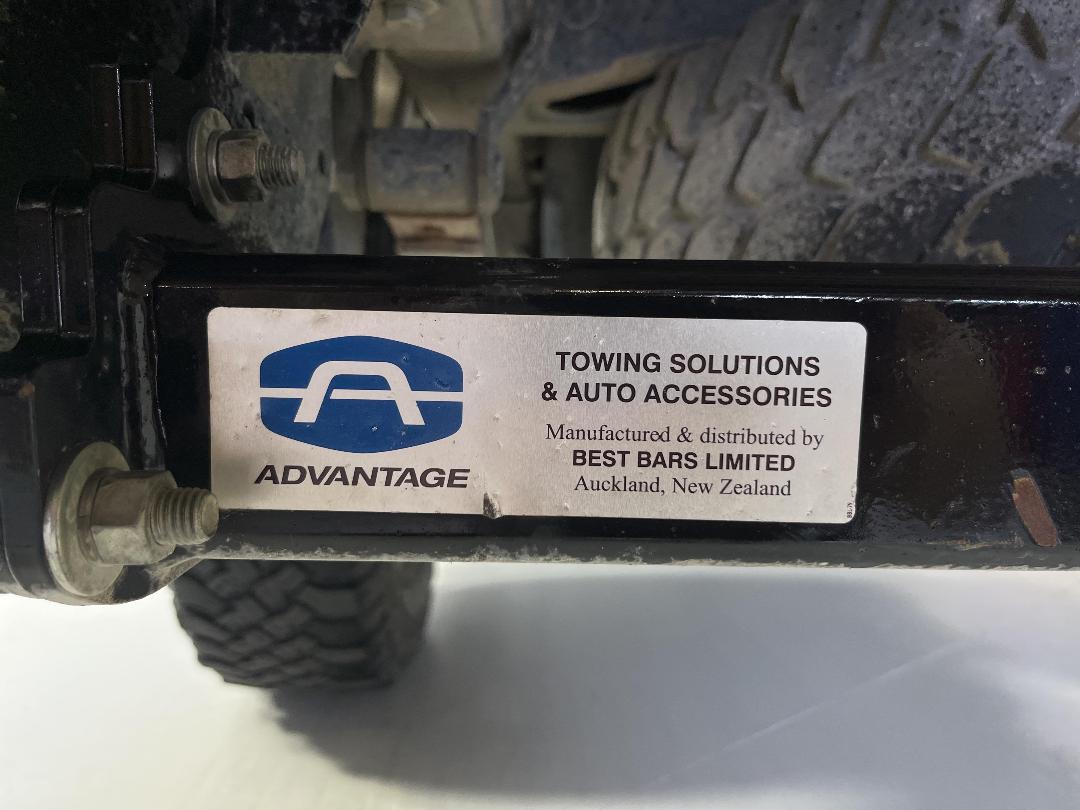 ADVANTAGE
TOWING SOLUTIONS
& AUTO ACCESSORIES
Manufactured & distributed by
BEST BARS LIMITED
Auckland, New Zealand